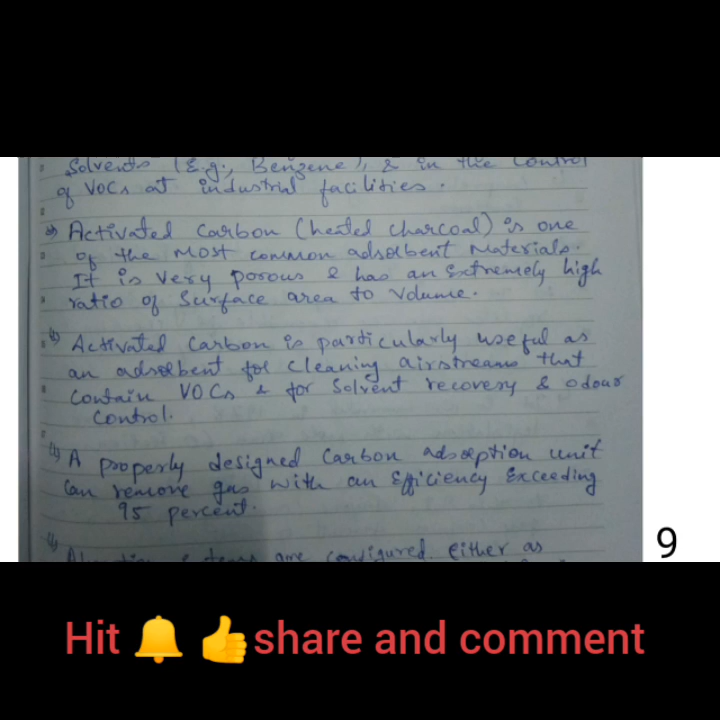 Solvents (E.g., Benzene), & in the control
of VOCs at industrial facilities.
Activated Carbon (heated charcoal) is one
of the most common adsorbent materials.
It is very porous & has an Extremely high
ratio of Surface area to Volume.
Activated Carbon is particularly useful as
an adsorbent for cleaning airstreams that
contain VOCs & for Solvent recovery & odour
control.
A properly designed Carbon adsorption unit
can remove gas with an Efficiency Exceeding
95 percent.
are configured Either as
9
Hit 🔔 👍 share and comment